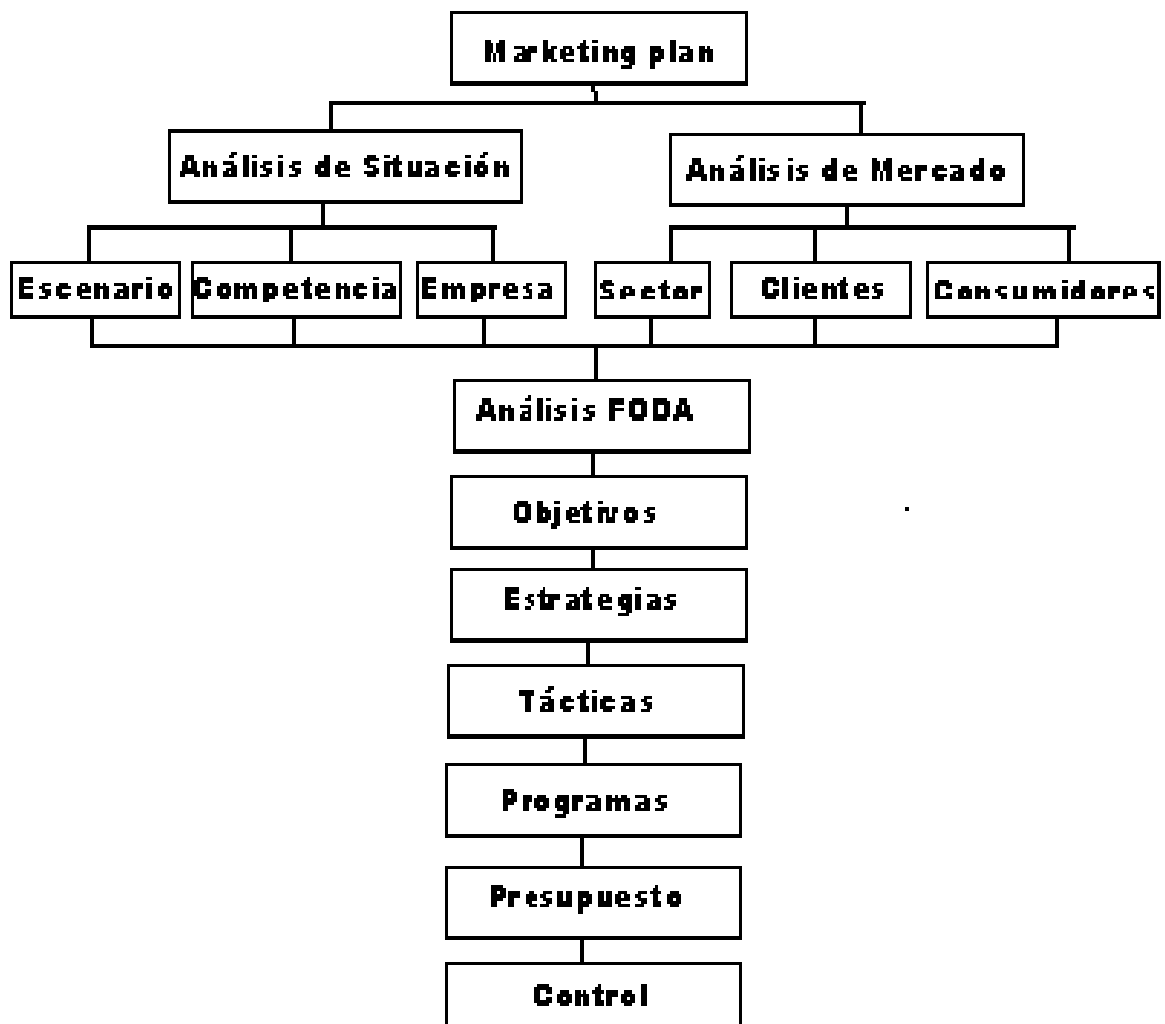 Marketing plan
Análisis de Situación
Análisis de Mercado
Escenario
Competencia
Empresa
Sector
Clientes
Consumidores
Análisis FODA
Objetivos
Estrategias
Tácticas
Programas
Presupuesto
Control